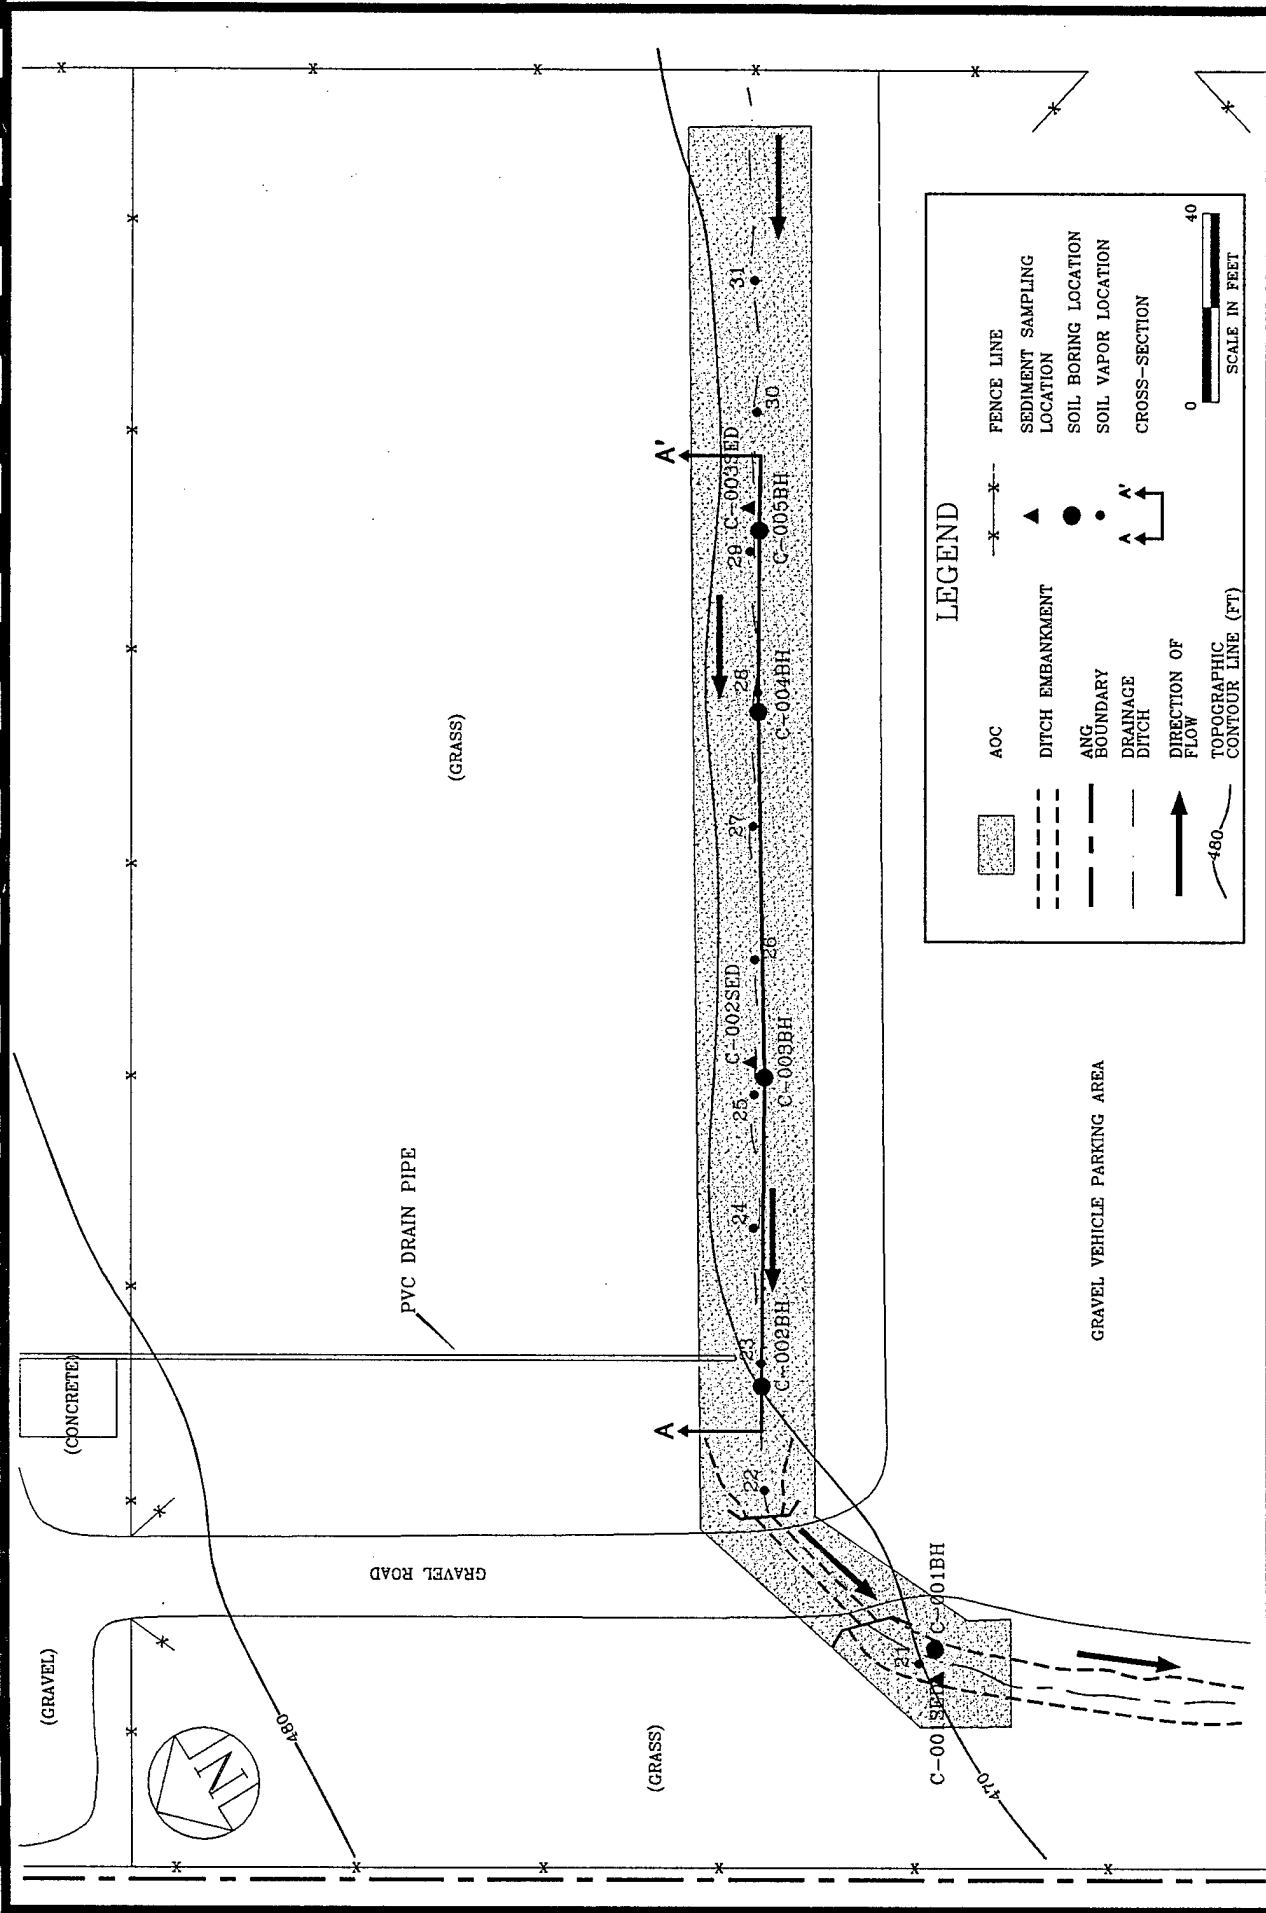 (GRAVEL)
(CONCRETE)
N
480
GRAVEL ROAD
PVC DRAIN PIPE
(GRASS)
(GRASS)
A
A'
22
23
24
25
26
27
28
29
30
31
C-002SED
C-003SED
C-002BH
C-003BH
C-004BH
C-005BH
21
C-001BH
C-001SED
470
GRAVEL VEHICLE PARKING AREA
LEGEND
AOC
DITCH EMBANKMENT
ANG
BOUNDARY
DRAINAGE
DITCH
DIRECTION OF
FLOW
480
TOPOGRAPHIC
CONTOUR LINE (FT)
FENCE LINE
SEDIMENT SAMPLING
LOCATION
SOIL BORING LOCATION
SOIL VAPOR LOCATION
A A'
CROSS-SECTION
0 40
SCALE IN FEET